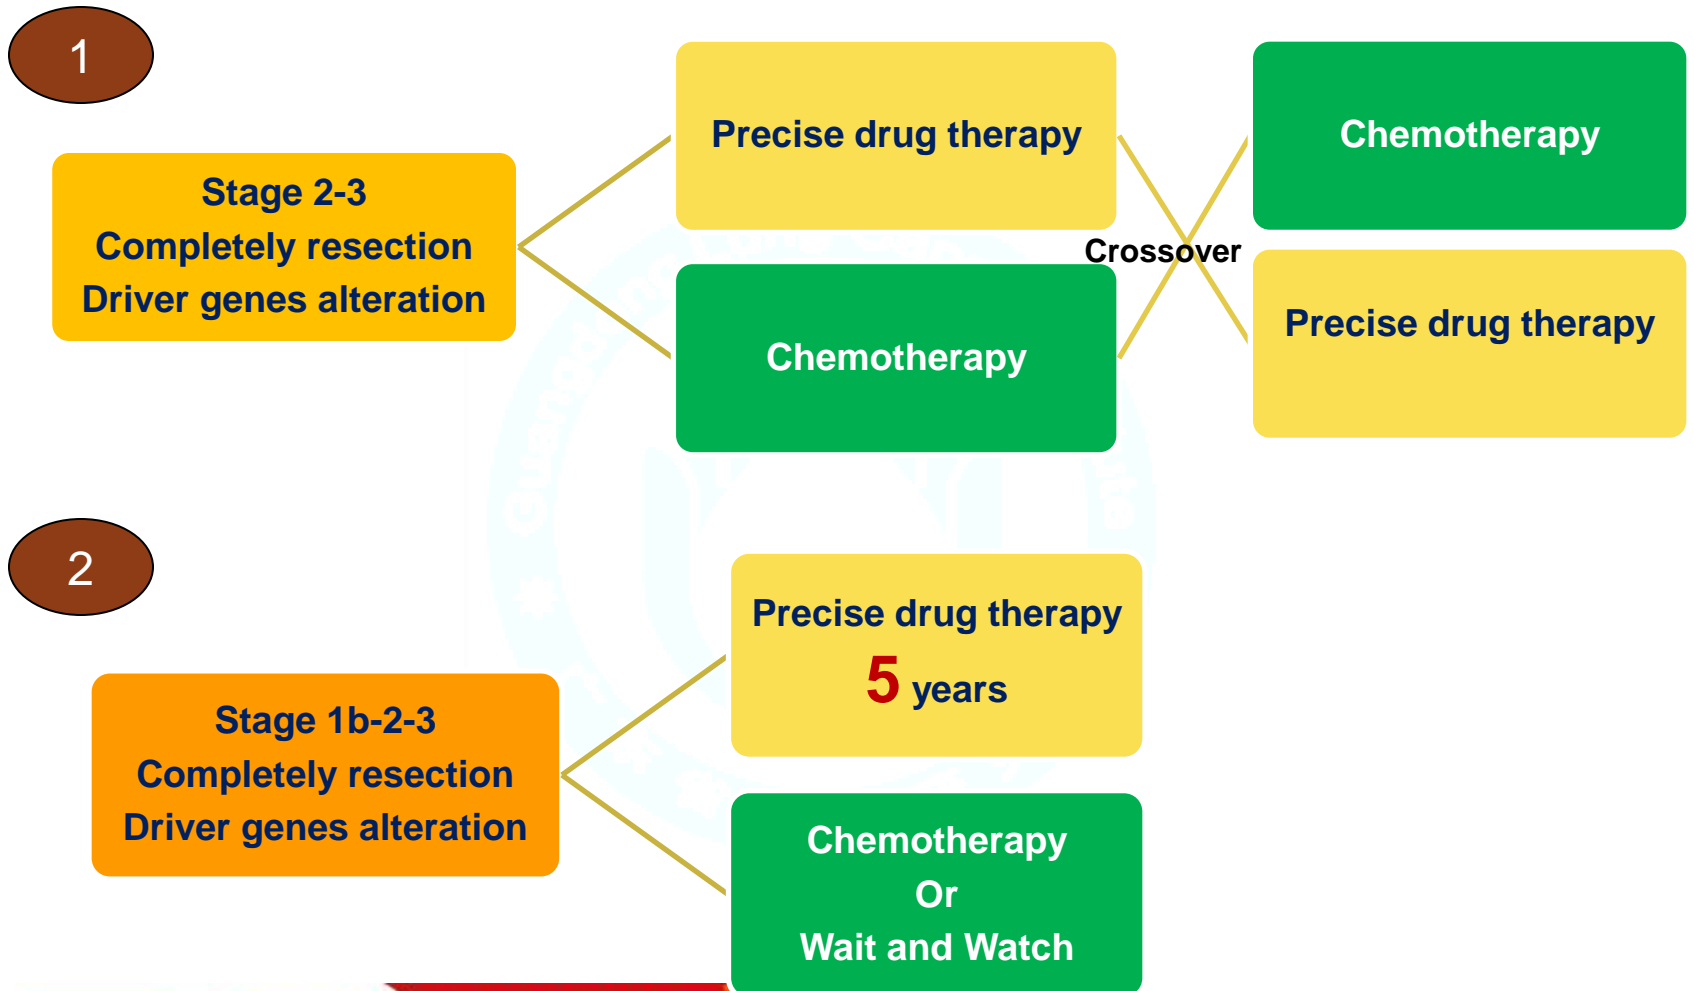 1
Stage 2-3
Completely resection
Driver genes alteration
Precise drug therapy
Chemotherapy
Crossover
Chemotherapy
Precise drug therapy
2
Stage 1b-2-3
Completely resection
Driver genes alteration
Precise drug therapy
5 years
Chemotherapy
Or
Wait and Watch